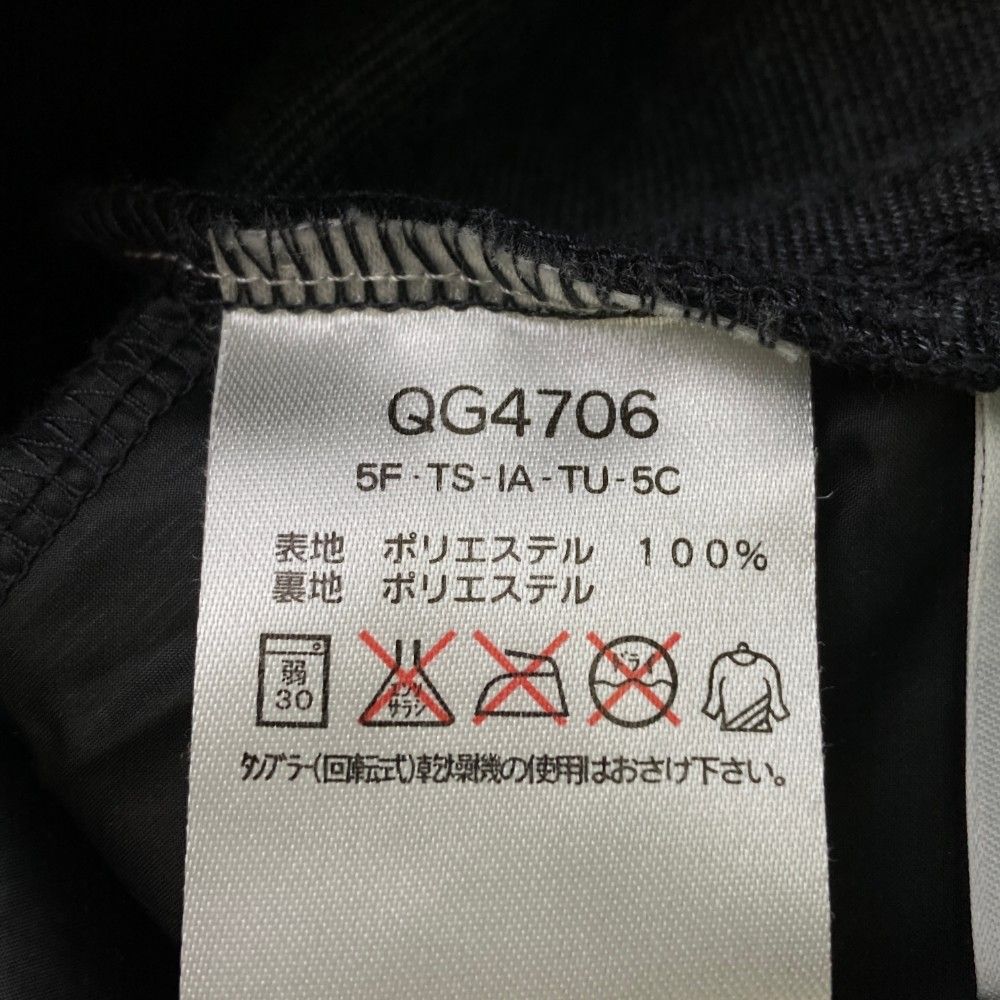 QG4706
5F-TS-IA-TU-5C
表地 ポリエステル 100%
裏地 ポリエステル
弱 30
エンソ サラシ
ドライ
タンブラー(回転式)乾燥機の使用はおさけ下さい。